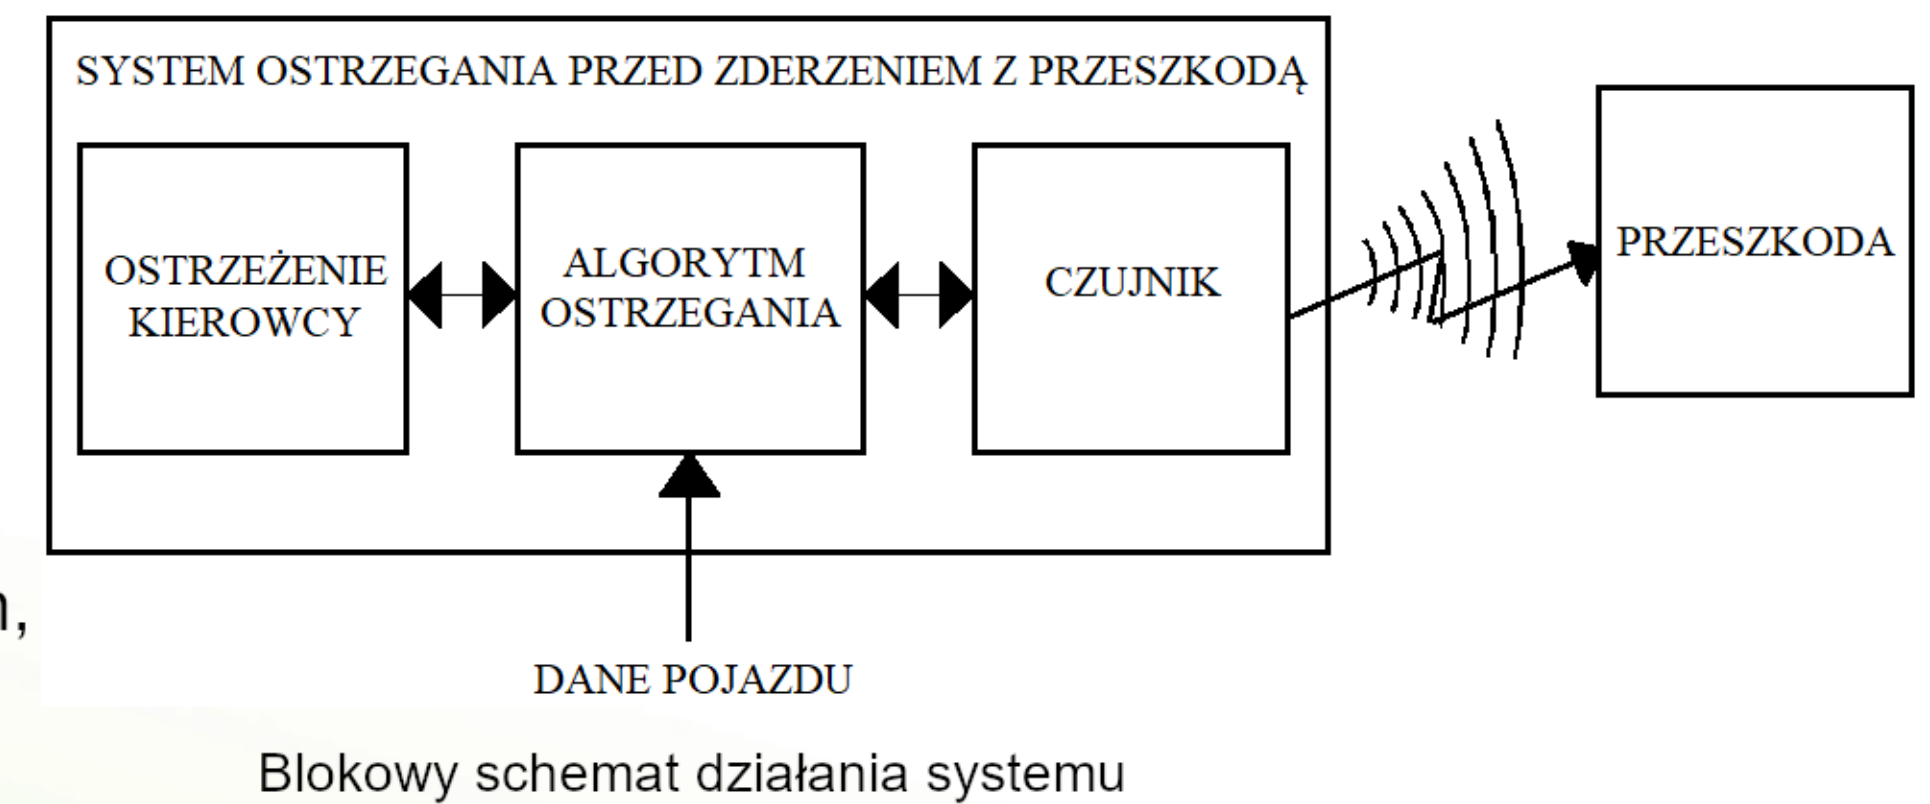 SYSTEM OSTRZEGANIA PRZED ZDERZENIEM Z PRZESZKODĄ
OSTRZEŻENIE
KIEROWCY
ALGORYTM
OSTRZEGANIA
CZUJNIK
PRZESZKODA
DANE POJAZDU
Blokowy schemat działania systemu